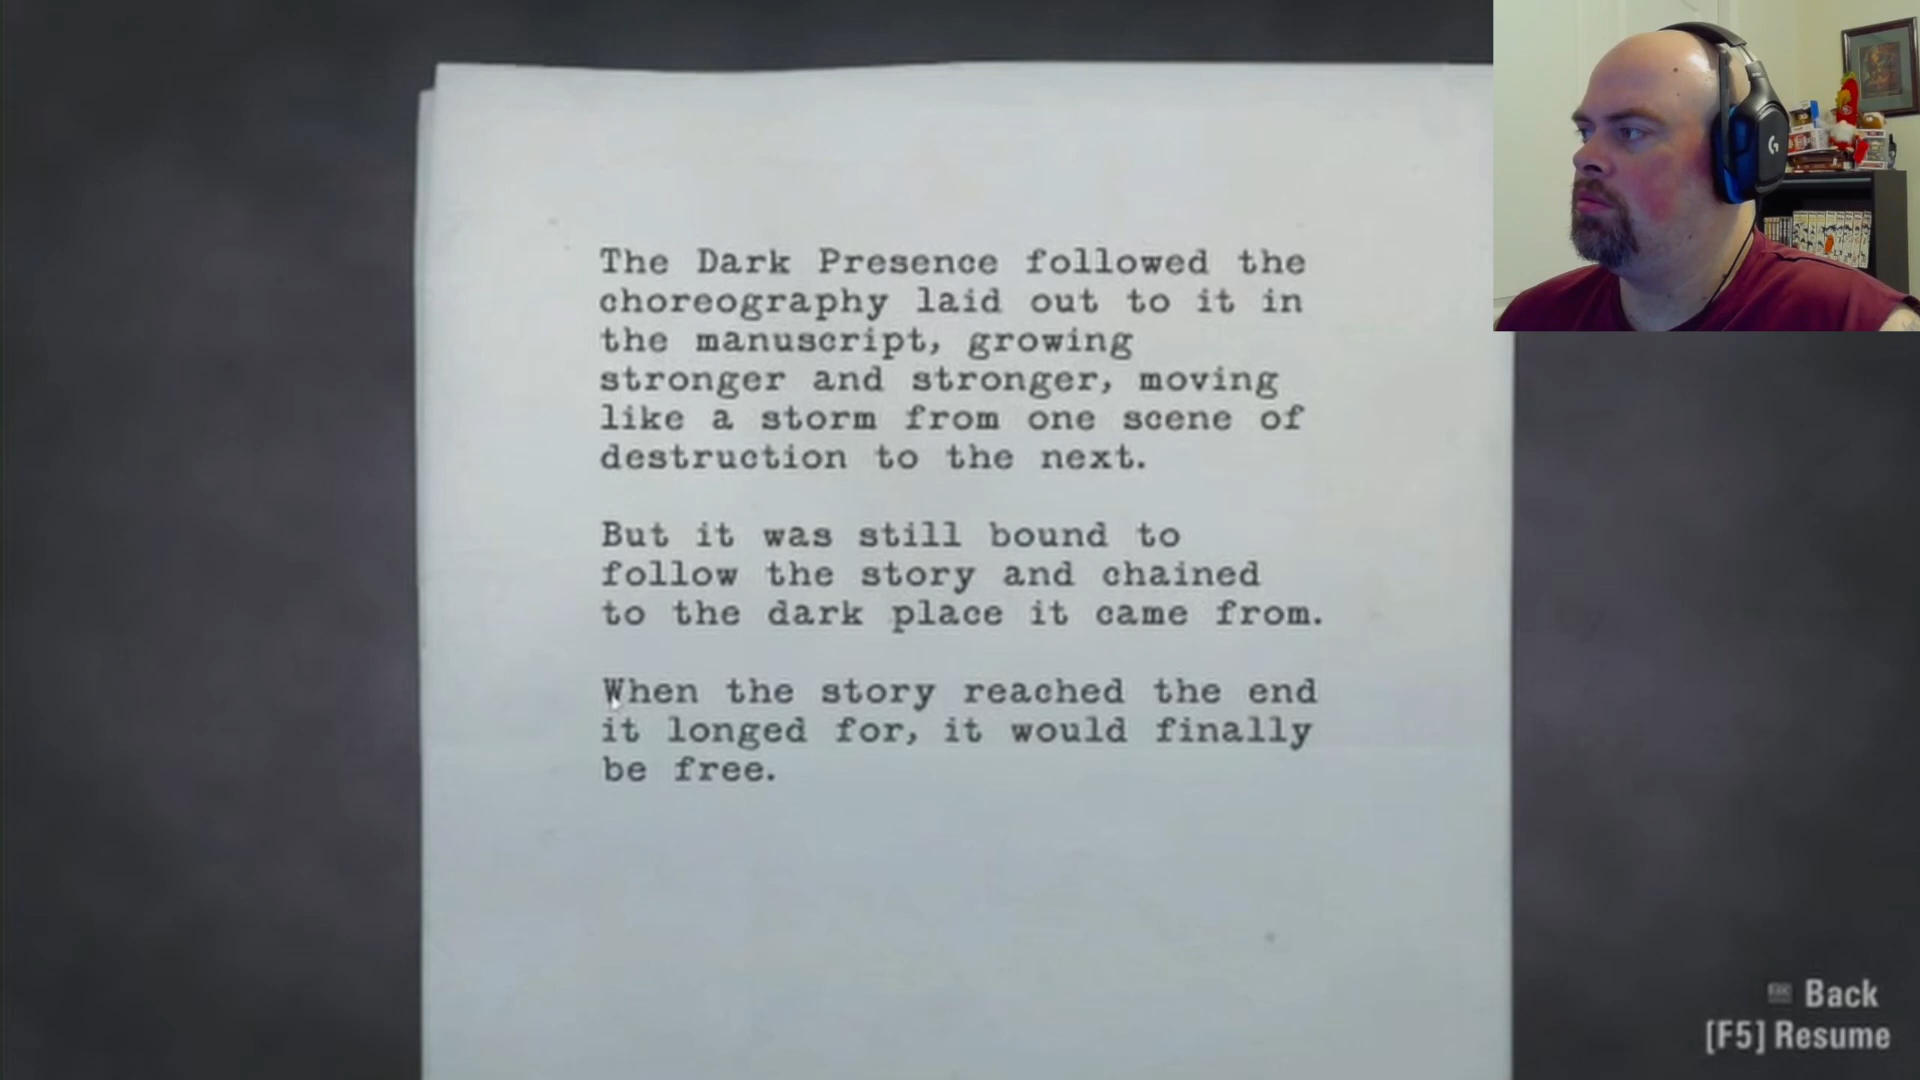 The Dark Presence followed the
choreography laid out to it in
the manuscript, growing
stronger and stronger, moving
like a storm from one scene of
destruction to the next.
But it was still bound to
follow the story and chained
to the dark place it came from.
When the story reached the end
it longed for, it would finally
be free.
Back
[F5] Resume